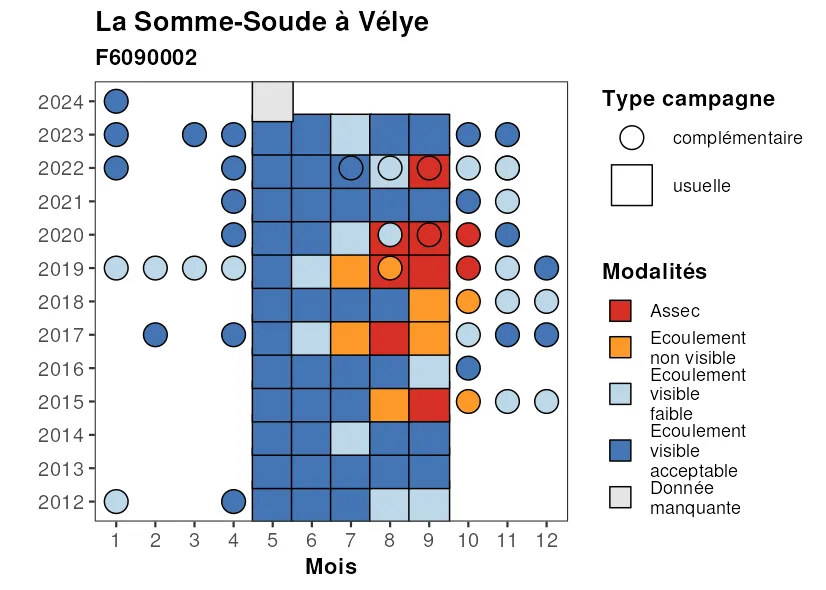 La Somme-Soude à Vélye
F6090002
2024
2023
2022
2021
2020
2019
2018
2017
2016
2015
2014
2013
2012
1 2 3 4 5 6 7 8 9 10 11 12
Mois
Type campagne
complémentaire
usuelle
Modalités
Assec
Ecoulement
non visible
Ecoulement
visible
faible
Ecoulement
visible
acceptable
Donnée
manquante